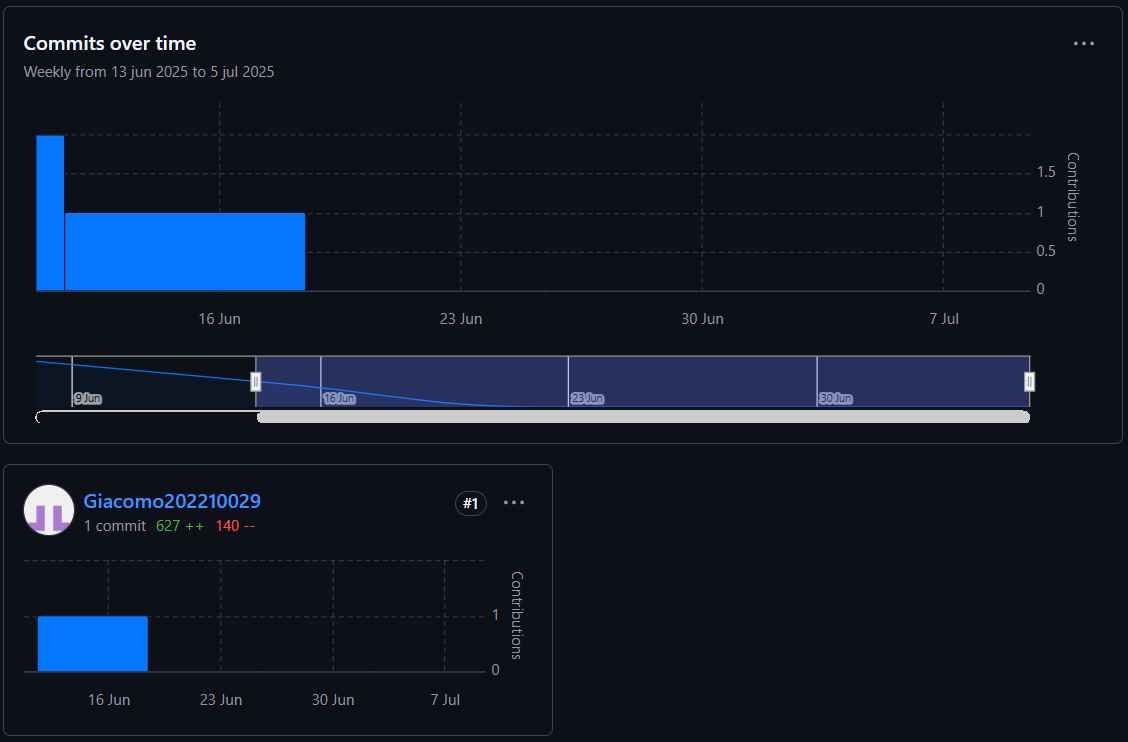 Commits over time
Weekly from 13 jun 2025 to 5 jul 2025
1.5
1
0.5
0
Contributions
16 Jun
23 Jun
30 Jun
7 Jul
9 Jun
16 Jun
23 Jun
30 Jun
Giacomo202210029
#1
1 commit 627 ++ 140 --
1
0
Contributions
16 Jun
23 Jun
30 Jun
7 Jul